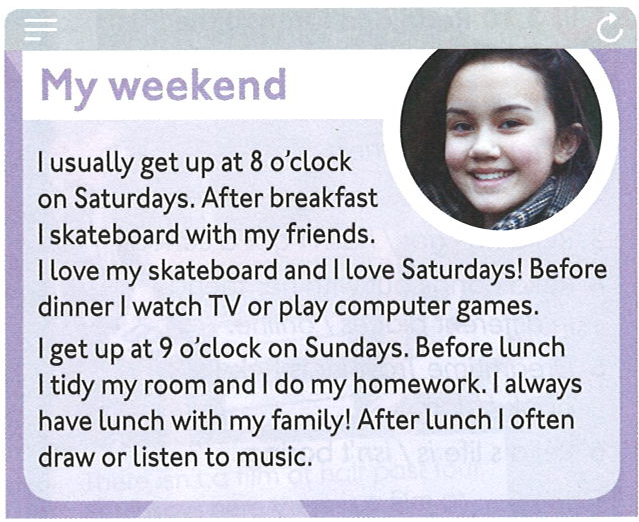 My weekend
I usually get up at 8 o'clock
on Saturdays. After breakfast
I skateboard with my friends.
I love my skateboard and I love Saturdays! Before
dinner I watch TV or play computer games.
I get up at 9 o'clock on Sundays. Before lunch
I tidy my room and I do my homework. I always
have lunch with my family! After lunch I often
draw or listen to music.